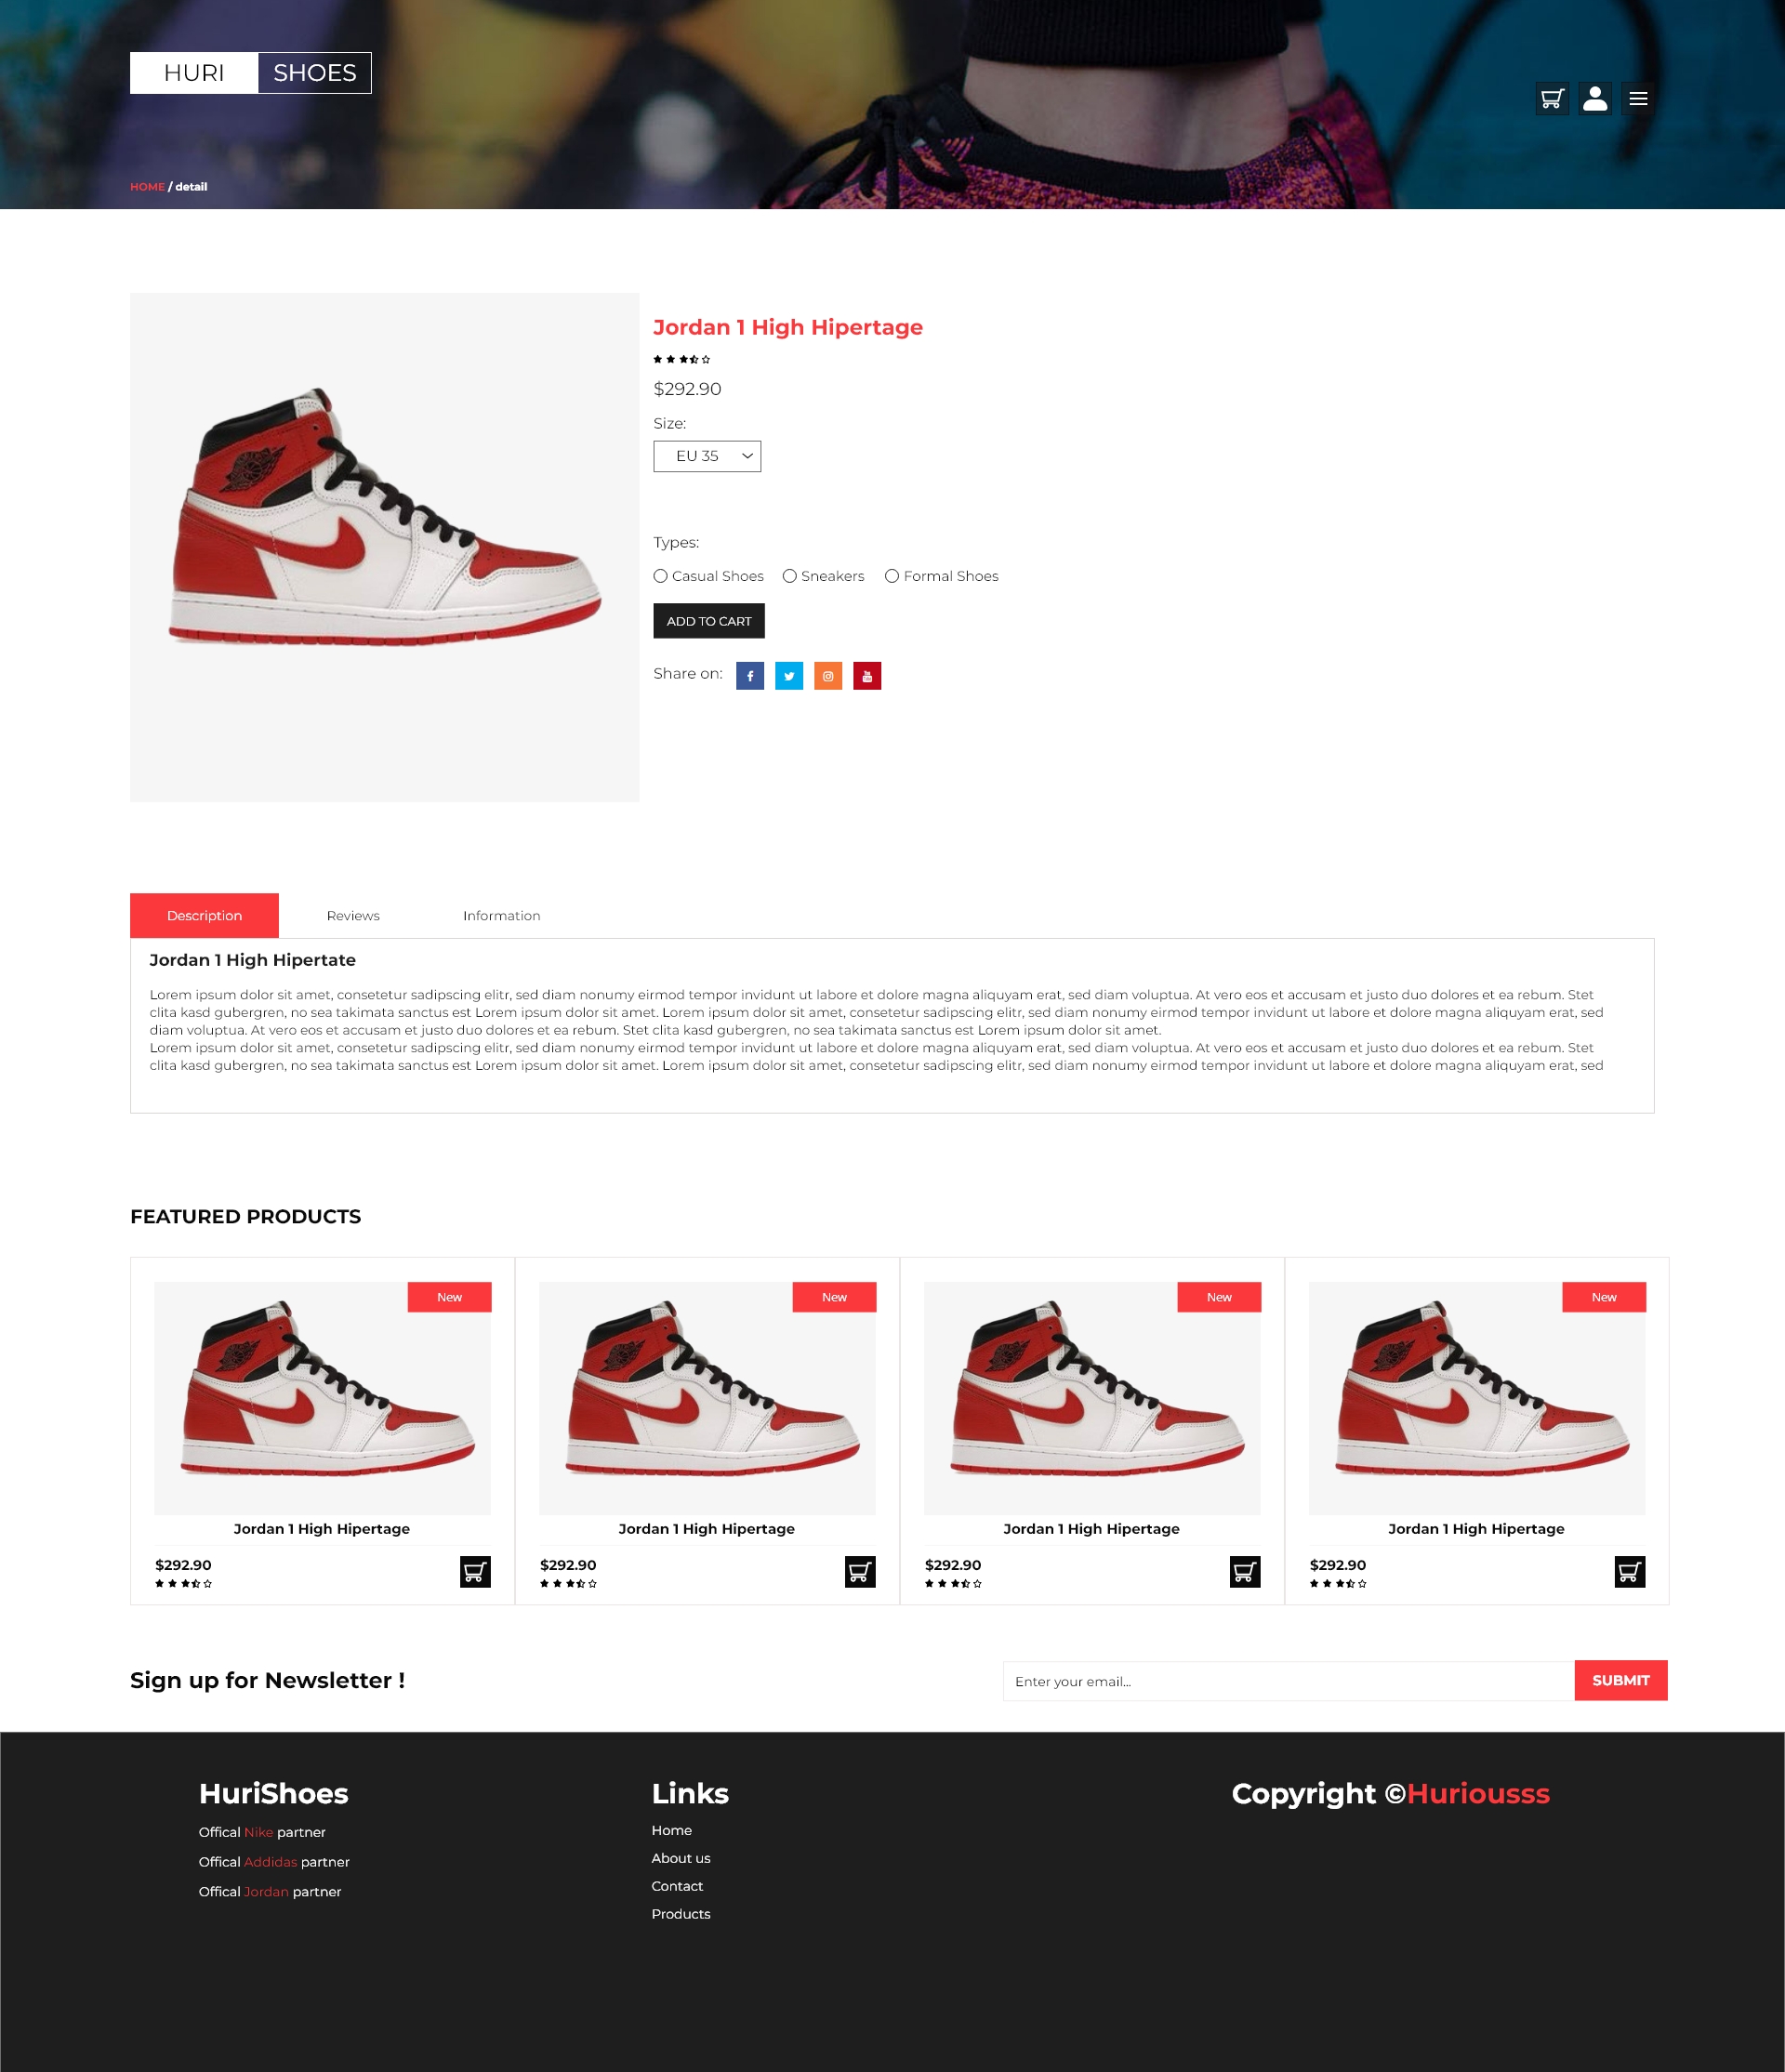 HURI SHOES
HOME / detail
Jordan 1 High Hipertage
$292.90
Size:
EU 35
Types:
Casual Shoes Sneakers Formal Shoes
ADD TO CART
Share on:
Description Reviews Information
Jordan 1 High Hipertate
Lorem ipsum dolor sit amet, consetetur sadipscing elitr, sed diam nonumy eirmod tempor invidunt ut labore et dolore magna aliquyam erat, sed diam voluptua. At vero eos et accusam et justo duo dolores et ea rebum. Stet
clita kasd gubergren, no sea takimata sanctus est Lorem ipsum dolor sit amet. Lorem ipsum dolor sit amet, consetetur sadipscing elitr, sed diam nonumy eirmod tempor invidunt ut labore et dolore magna aliquyam erat, sed
diam voluptua. At vero eos et accusam et justo duo dolores et ea rebum. Stet clita kasd gubergren, no sea takimata sanctus est Lorem ipsum dolor sit amet.
Lorem ipsum dolor sit amet, consetetur sadipscing elitr, sed diam nonumy eirmod tempor invidunt ut labore et dolore magna aliquyam erat, sed diam voluptua. At vero eos et accusam et justo duo dolores et ea rebum. Stet
clita kasd gubergren, no sea takimata sanctus est Lorem ipsum dolor sit amet. Lorem ipsum dolor sit amet, consetetur sadipscing elitr, sed diam nonumy eirmod tempor invidunt ut labore et dolore magna aliquyam erat, sed
FEATURED PRODUCTS
New New New New
Jordan 1 High Hipertage Jordan 1 High Hipertage Jordan 1 High Hipertage Jordan 1 High Hipertage
$292.90 $292.90 $292.90 $292.90
Sign up for Newsletter !
Enter your email... SUBMIT
HuriShoes
Offical Nike partner
Offical Addidas partner
Offical Jordan partner
Links
Home
About us
Contact
Products
Copyright ©Huriousss